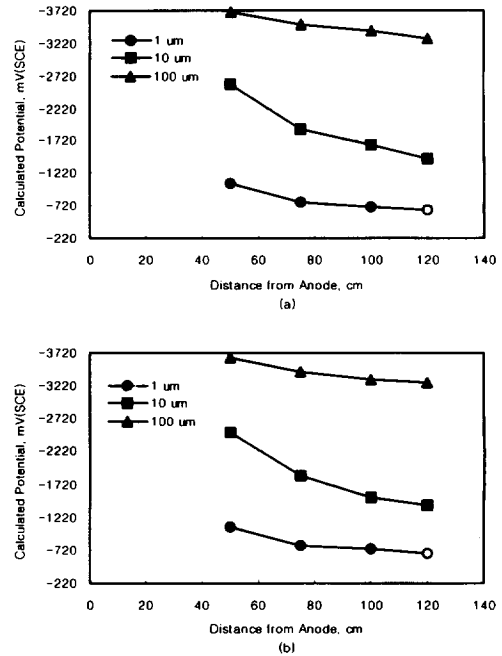 Calculated Potential, mV(SCE)
-3720
-3220
-2720
-2220
-1720
-1220
-720
-220
1 um
10 um
100 um
0 20 40 60 80 100 120 140
Distance from Anode, cm
(a)
Calculated Potential, mV(SCE)
-3720
-3220
-2720
-2220
-1720
-1220
-720
-220
1 um
10 um
100 um
0 20 40 60 80 100 120 140
Distance from Anode, cm
(b)